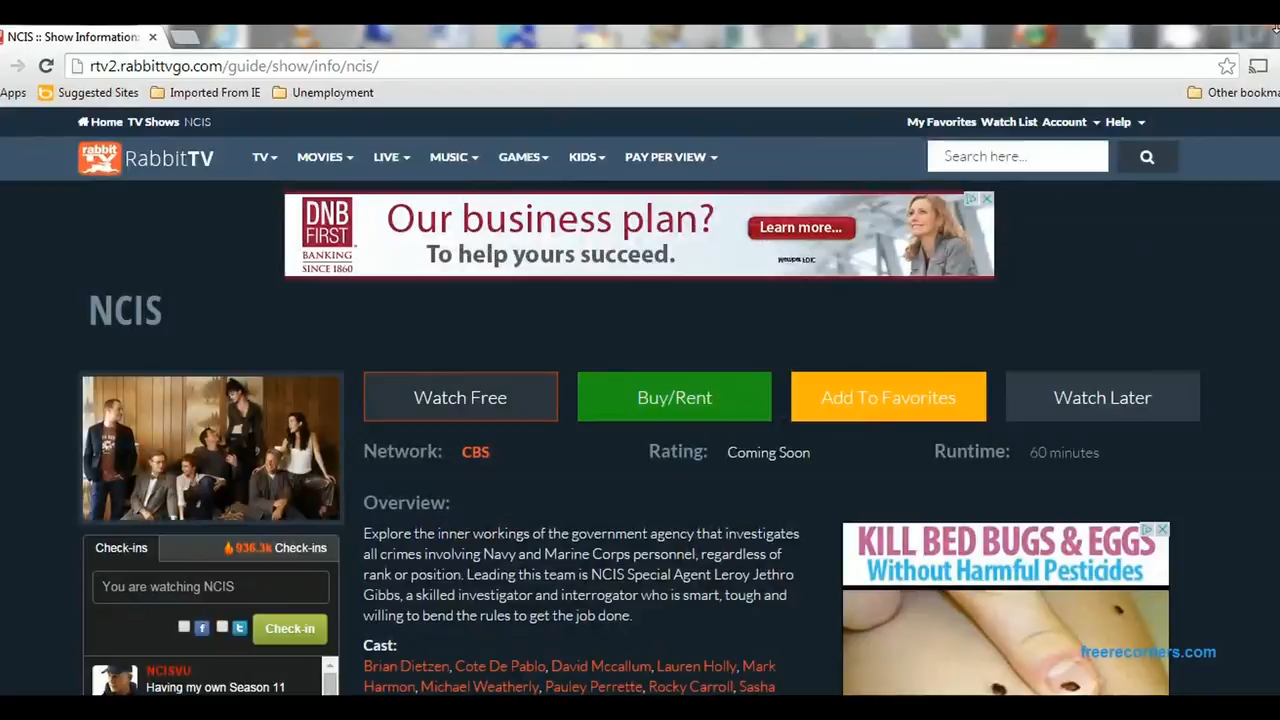 NCIS :: Show Information:
rtv2.rabbittvgo.com/guide/show/info/ncis/
Apps Suggested Sites Imported From IE Unemployment Other bookma
Home TV Shows NCIS My Favorites Watch List Account Help
rabbit TV RabbitTV TV MOVIES LIVE MUSIC GAMES KIDS PAY PER VIEW Search here...
DNB FIRST
BANKING
SINCE 1860
Our business plan?
To help yours succeed.
Learn more...
NCIS
Watch Free Buy/Rent Add To Favorites Watch Later
Network: CBS Rating: Coming Soon Runtime: 60 minutes
Overview:
Explore the inner workings of the government agency that investigates
all crimes involving Navy and Marine Corps personnel, regardless of
rank or position. Leading this team is NCIS Special Agent Leroy Jethro
Gibbs, a skilled investigator and interrogator who is smart, tough and
willing to bend the rules to get the job done.
Cast:
Brian Dietzen, Cote De Pablo, David Mccallum, Lauren Holly, Mark
Harmon, Michael Weatherly, Pauley Perrette, Rocky Carroll, Sasha
Check-ins 936.3k Check-ins
You are watching NCIS
Check-in
NCISVU
Having my own Season 11
KILL BED BUGS & EGGS
Without Harmful Pesticides
freerecorders.com